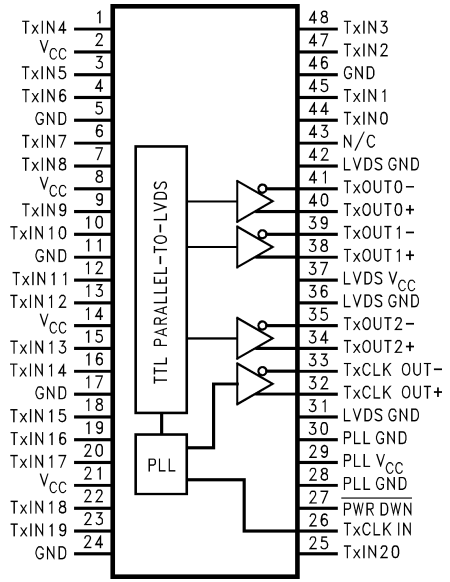 TxIN4 1
VCC 2
TxIN5 3
TxIN6 4
GND 5
TxIN7 6
TxIN8 7
VCC 8
TxIN9 9
TxIN10 10
GND 11
TxIN11 12
TxIN12 13
VCC 14
TxIN13 15
TxIN14 16
GND 17
TxIN15 18
TxIN16 19
TxIN17 20
VCC 21
TxIN18 22
TxIN19 23
GND 24
TTL PARALLEL-TO-LVDS
PLL
48 TxIN3
47 TxIN2
46 GND
45 TxIN1
44 TxIN0
43 N/C
42 LVDS GND
41 TxOUT0-
40 TxOUT0+
39 TxOUT1-
38 TxOUT1+
37 LVDS VCC
36 LVDS GND
35 TxOUT2-
34 TxOUT2+
33 TxCLK OUT-
32 TxCLK OUT+
31 LVDS GND
30 PLL GND
29 PLL VCC
28 PLL GND
27 PWR DWN
26 TxCLK IN
25 TxIN20